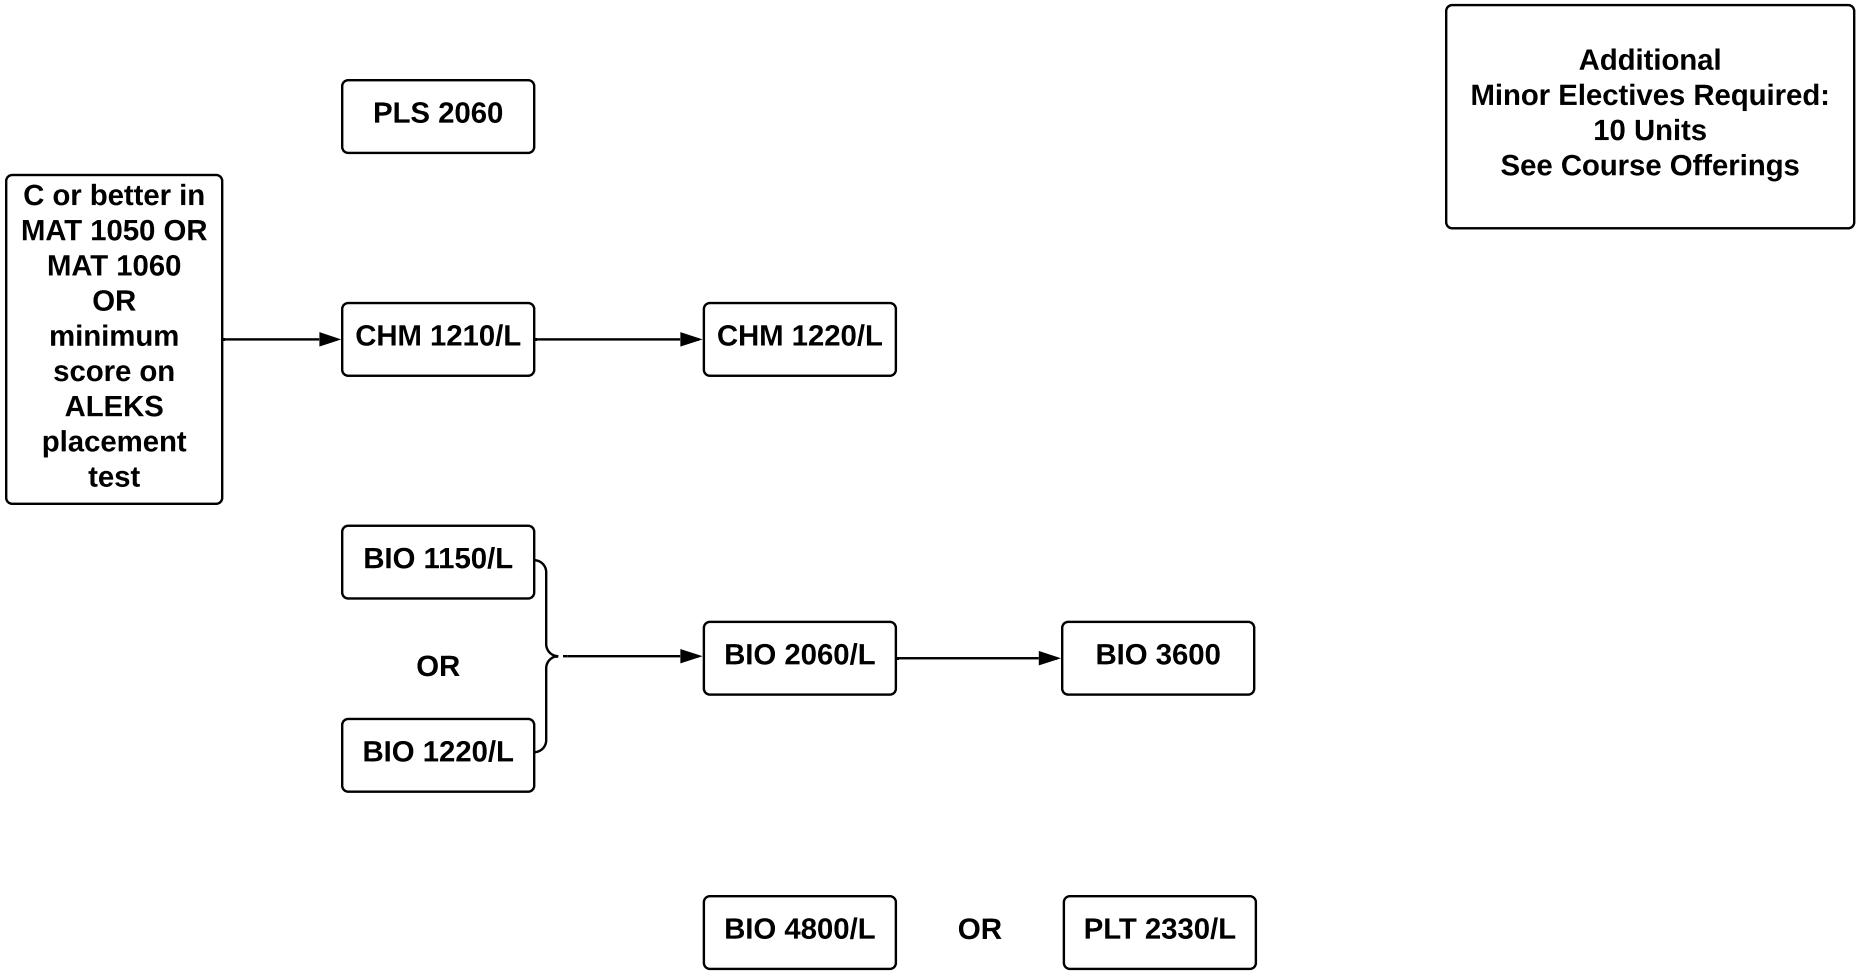 Additional
Minor Electives Required:
10 Units
See Course Offerings
PLS 2060
C or better in
MAT 1050 OR
MAT 1060
OR
minimum
score on
ALEKS
placement
test
CHM 1210/L
CHM 1220/L
BIO 1150/L
OR
BIO 1220/L
BIO 2060/L
BIO 3600
BIO 4800/L
OR
PLT 2330/L